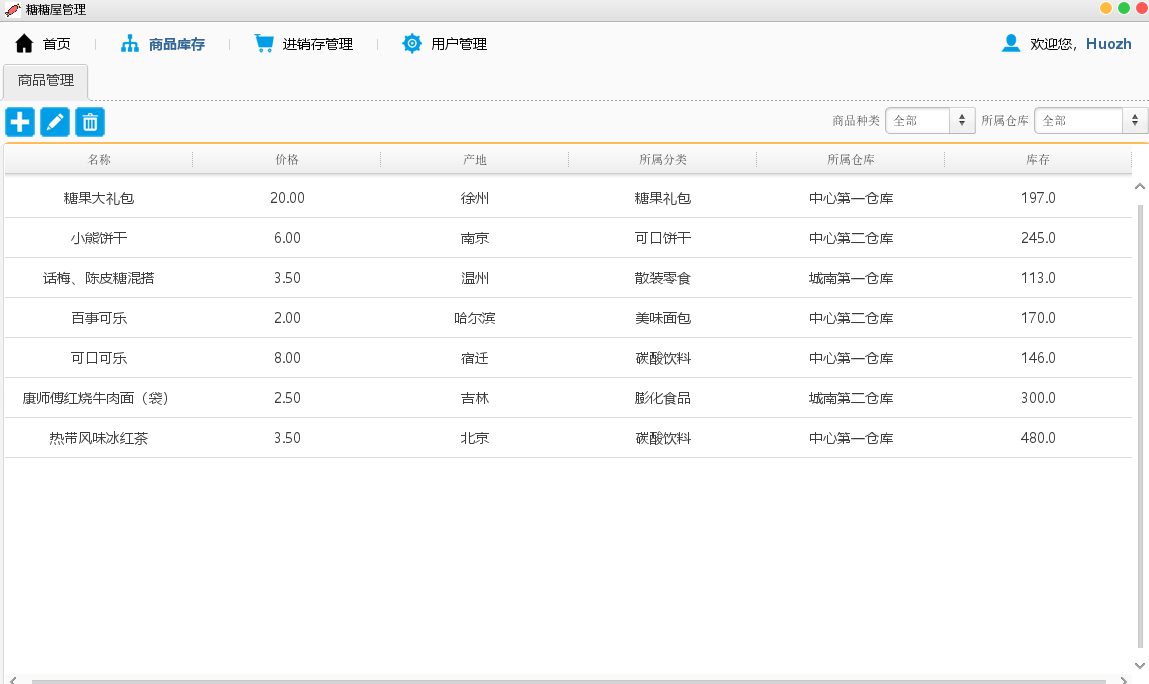 糖糖屋管理
首页 商品库存 进销存管理 用户管理 欢迎您，Huozh
商品管理
商品种类 全部 所属仓库 全部
名称 价格 产地 所属分类 所属仓库 库存
糖果大礼包 20.00 徐州 糖果礼包 中心第一仓库 197.0
小熊饼干 6.00 南京 可口饼干 中心第二仓库 245.0
话梅、陈皮糖混搭 3.50 温州 散装零食 城南第一仓库 113.0
百事可乐 2.00 哈尔滨 美味面包 中心第二仓库 170.0
可口可乐 8.00 宿迁 碳酸饮料 中心第一仓库 146.0
康师傅红烧牛肉面（袋） 2.50 吉林 膨化食品 城南第二仓库 300.0
热带风味冰红茶 3.50 北京 碳酸饮料 中心第一仓库 480.0